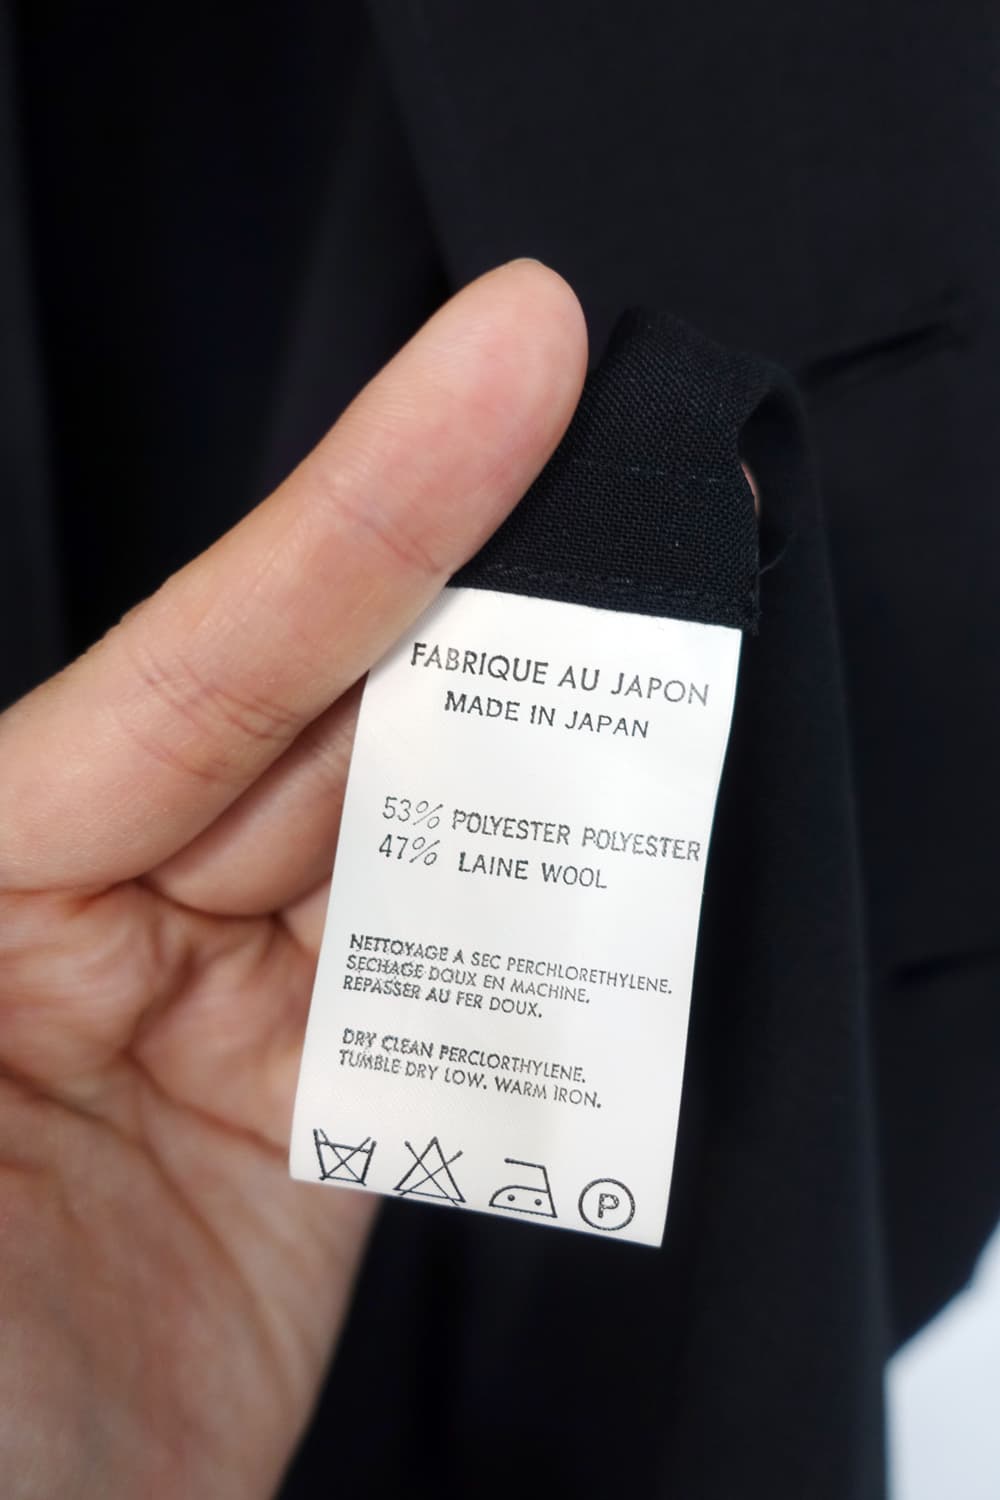 FABRIQUE AU JAPON
MADE IN JAPAN
53% POLYESTER POLYESTER
47% LAINE WOOL
NETTOYAGE A SEC PERCHLORETHYLENE.
SECHAGE DOUX EN MACHINE.
REPASSER AU FER DOUX.
DRY CLEAN PERCLORTHYLENE.
TUMBLE DRY LOW. WARM IRON.
P